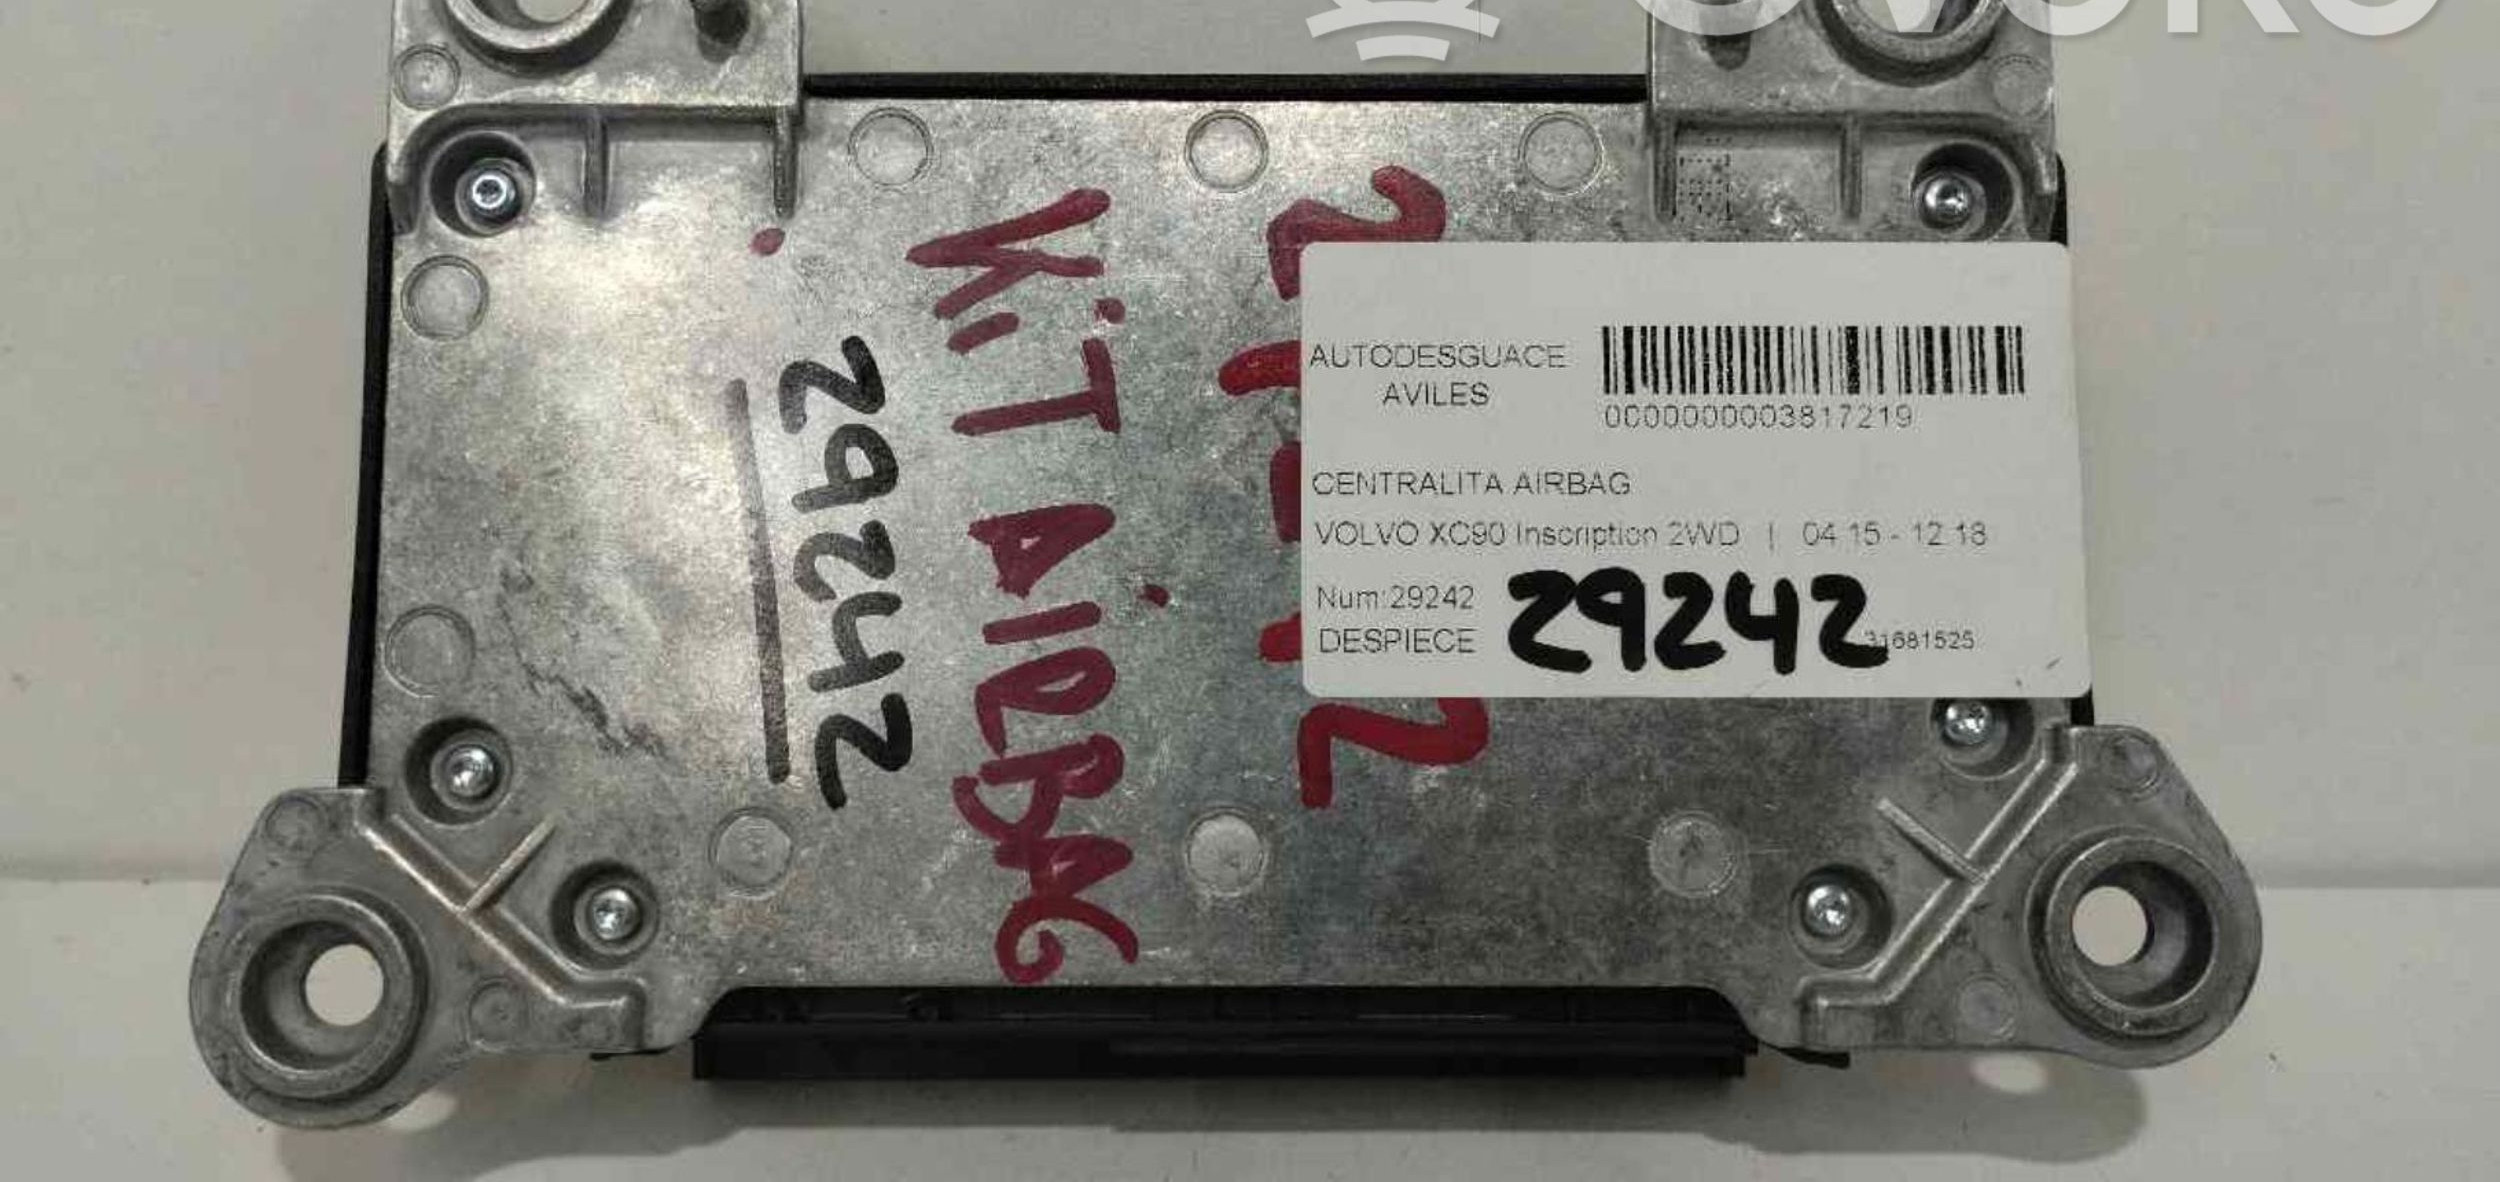 29242
KiT AiRBAG
AUTODESGUACE
AVILES
0000000003817219
CENTRALITA AIRBAG
VOLVO XC90 Inscription 2WD | 04 15 - 12 18
Num:29242
DESPIECE
29242
31681525